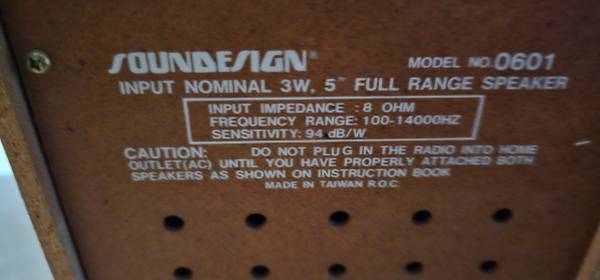 SOUNDESIGN® MODEL NO. 0601
INPUT NOMINAL 3W, 5" FULL RANGE SPEAKER
INPUT IMPEDANCE : 8 OHM
FREQUENCY RANGE: 100-14000HZ
SENSITIVITY: 94 dB/W
CAUTION: DO NOT PLUG IN THE RADIO INTO HOME
OUTLET(AC) UNTIL YOU HAVE PROPERLY ATTACHED BOTH
SPEAKERS AS SHOWN ON INSTRUCTION BOOK
MADE IN TAIWAN R.O.C.